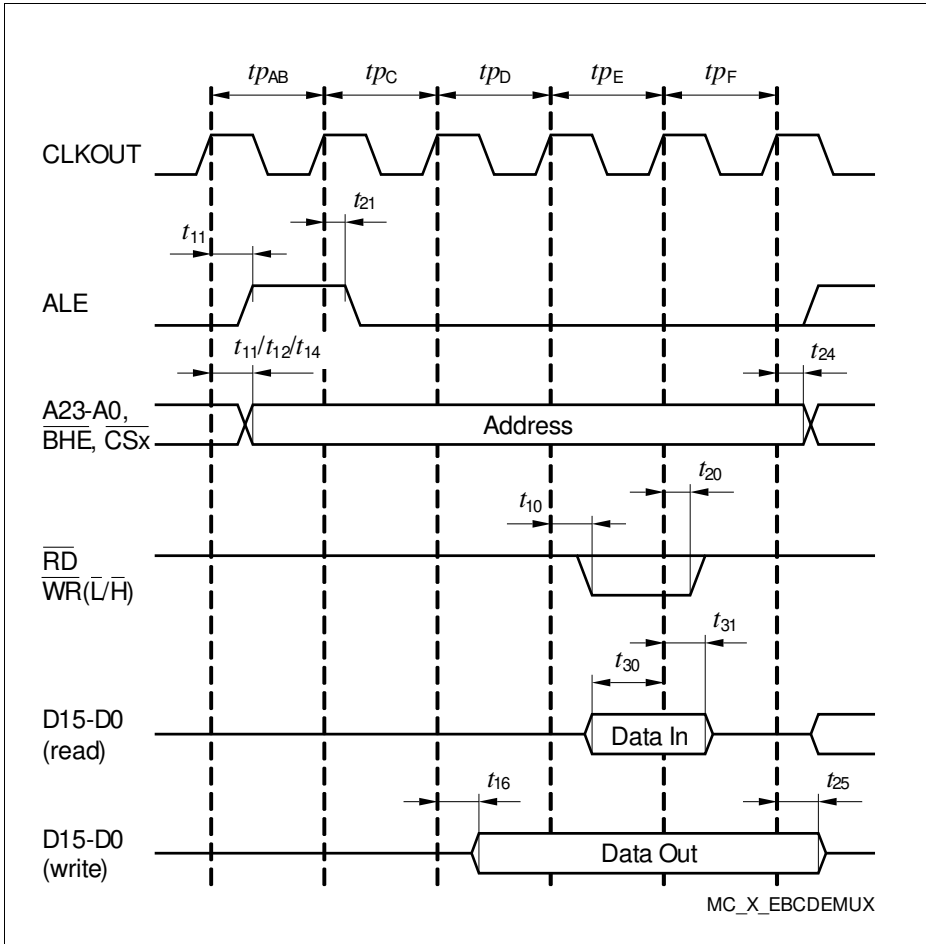 tpAB tpC tpD tpE tpF
CLKOUT
t21
t11
ALE
t11/t12/t14
t24
A23-A0,
BHE, CSx
Address
t20
t10
RD
WR(L/H)
t31
t30
D15-D0
(read)
Data In
t16
t25
D15-D0
(write)
Data Out
MC_X_EBCDEMUX